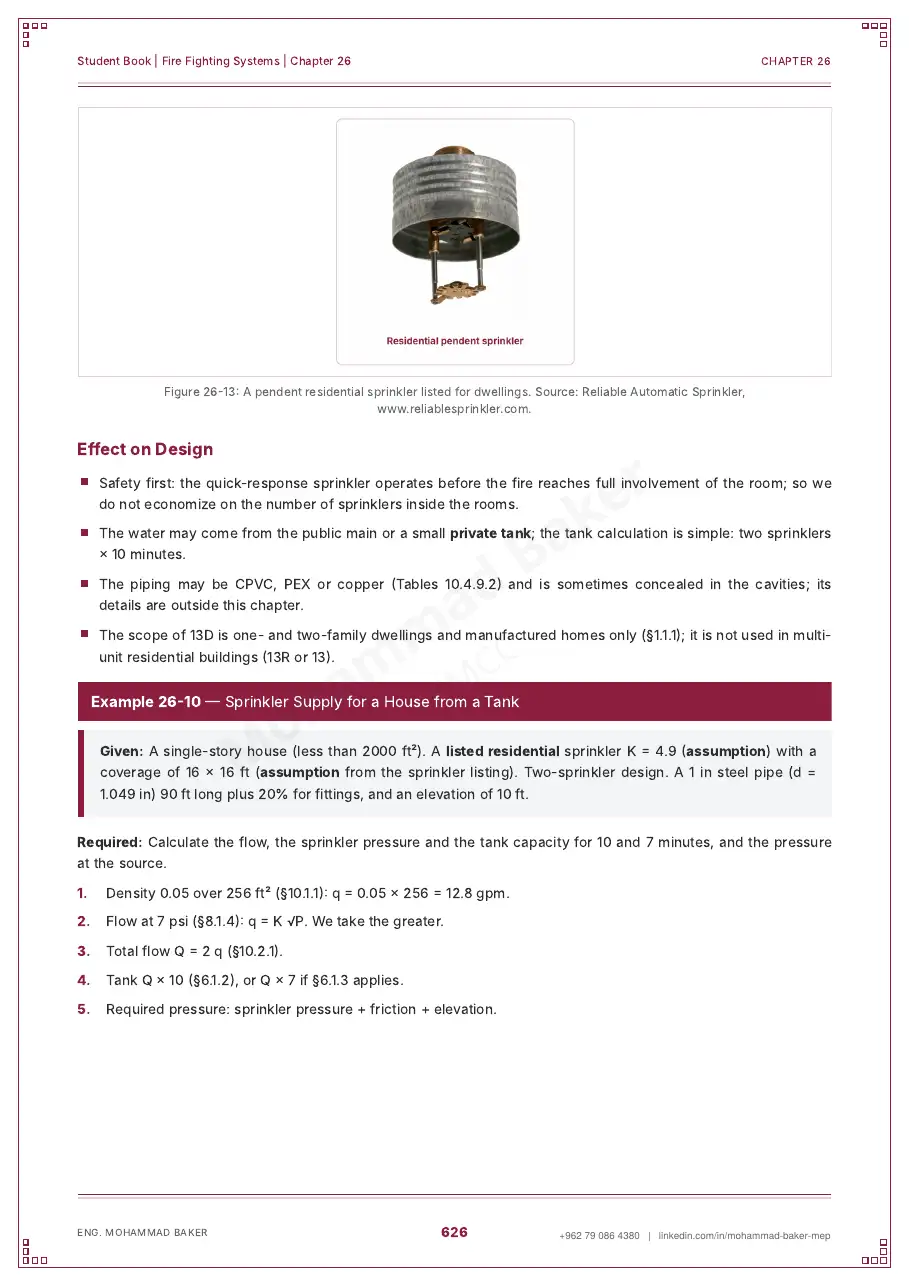 Student Book | Fire Fighting Systems | Chapter 26
CHAPTER 26
Residential pendent sprinkler
Figure 26-13: A pendent residential sprinkler listed for dwellings. Source: Reliable Automatic Sprinkler,
www.reliablesprinkler.com.
Effect on Design
Safety first: the quick-response sprinkler operates before the fire reaches full involvement of the room; so we
do not economize on the number of sprinklers inside the rooms.
The water may come from the public main or a small private tank; the tank calculation is simple: two sprinklers
× 10 minutes.
The piping may be CPVC, PEX or copper (Tables 10.4.9.2) and is sometimes concealed in the cavities; its
details are outside this chapter.
The scope of 13D is one- and two-family dwellings and manufactured homes only (§1.1.1); it is not used in multi-
unit residential buildings (13R or 13).
Mohammad Baker
MCC
Example 26-10 — Sprinkler Supply for a House from a Tank
Given: A single-story house (less than 2000 ft²). A listed residential sprinkler K = 4.9 (assumption) with a
coverage of 16 × 16 ft (assumption from the sprinkler listing). Two-sprinkler design. A 1 in steel pipe (d =
1.049 in) 90 ft long plus 20% for fittings, and an elevation of 10 ft.
Required: Calculate the flow, the sprinkler pressure and the tank capacity for 10 and 7 minutes, and the pressure
at the source.
1. Density 0.05 over 256 ft² (§10.1.1): q = 0.05 × 256 = 12.8 gpm.
2. Flow at 7 psi (§8.1.4): q = K √P. We take the greater.
3. Total flow Q = 2 q (§10.2.1).
4. Tank Q × 10 (§6.1.2), or Q × 7 if §6.1.3 applies.
5. Required pressure: sprinkler pressure + friction + elevation.
ENG. MOHAMMAD BAKER
626
+962 79 086 4380 | linkedin.com/in/mohammad-baker-mep